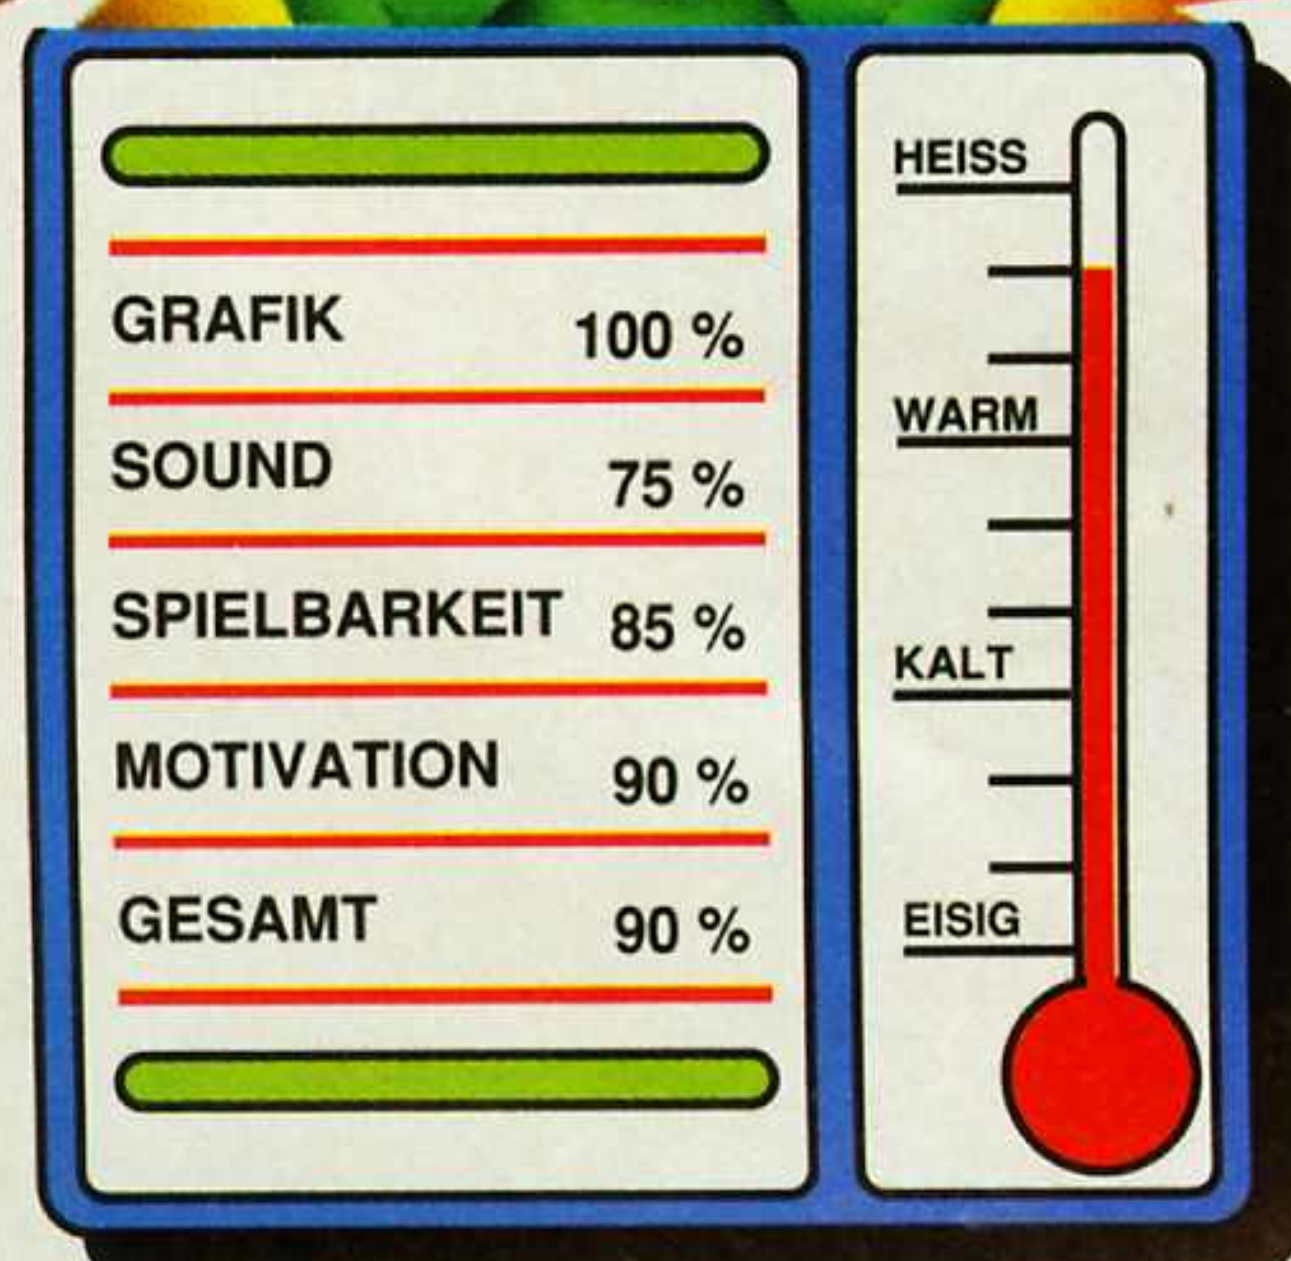 GRAFIK 100 %
SOUND 75 %
SPIELBARKEIT 85 %
MOTIVATION 90 %
GESAMT 90 %
HEISS
WARM
KALT
EISIG